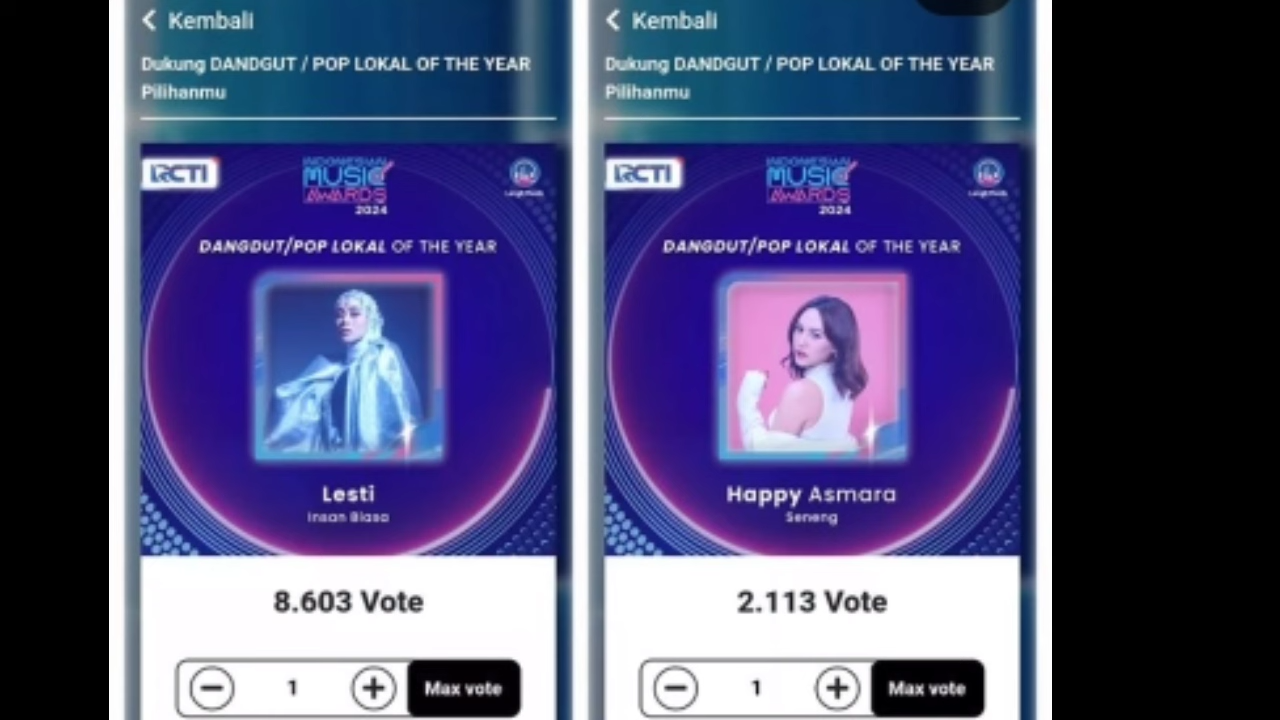 Kembali
Dukung DANDGUT / POP LOKAL OF THE YEAR
Pilihanmu
RCTI
INDONESIAN
MUSIC
AWARDS
2024
DANGDUT/POP LOKAL OF THE YEAR
Lesti
Insan Biasa
8.603 Vote
1
Max vote
Kembali
Dukung DANDGUT / POP LOKAL OF THE YEAR
Pilihanmu
RCTI
INDONESIAN
MUSIC
AWARDS
2024
DANGDUT/POP LOKAL OF THE YEAR
Happy Asmara
Seneng
2.113 Vote
1
Max vote